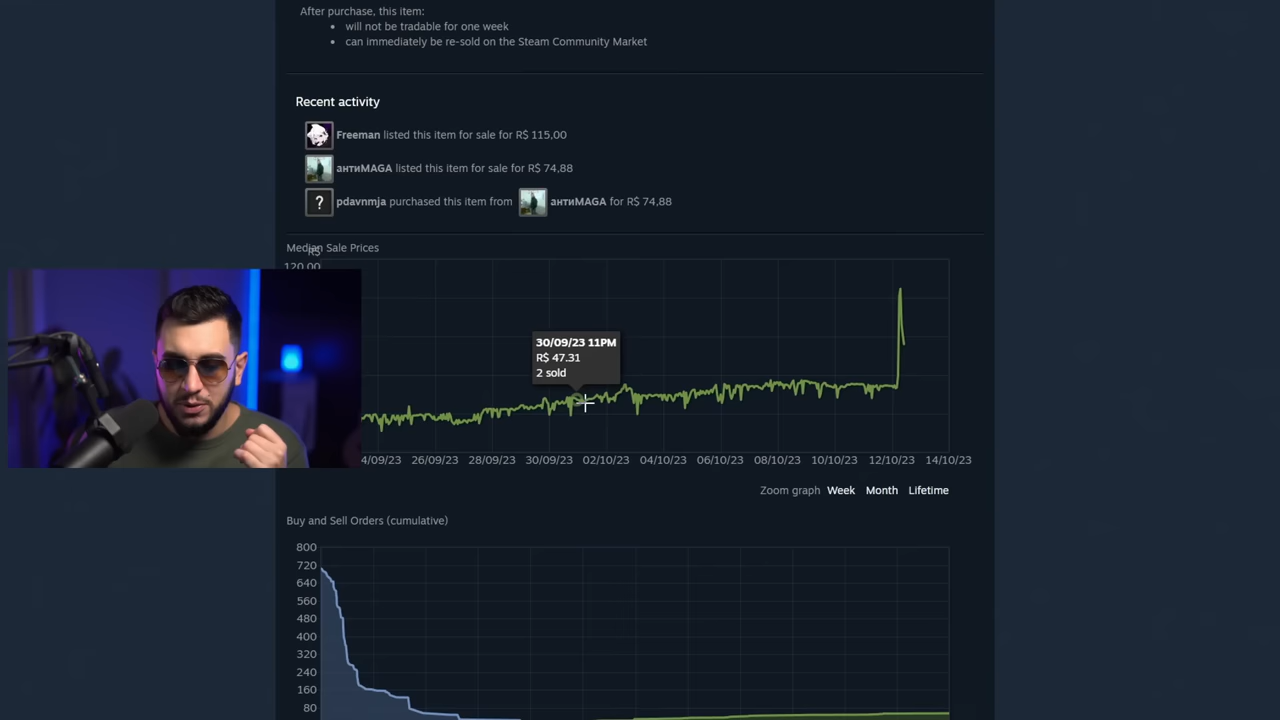 After purchase, this item:
will not be tradable for one week
can immediately be re-sold on the Steam Community Market
Recent activity
Freeman listed this item for sale for R$ 115,00
антиMAGA listed this item for sale for R$ 74,88
? pdavnmja purchased this item from антиMAGA for R$ 74,88
Median Sale Prices
R$
120.00
30/09/23 11PM
R$ 47.31
2 sold
4/09/23 26/09/23 28/09/23 30/09/23 02/10/23 04/10/23 06/10/23 08/10/23 10/10/23 12/10/23 14/10/23
Zoom graph Week Month Lifetime
Buy and Sell Orders (cumulative)
800
720
640
560
480
400
320
240
160
80